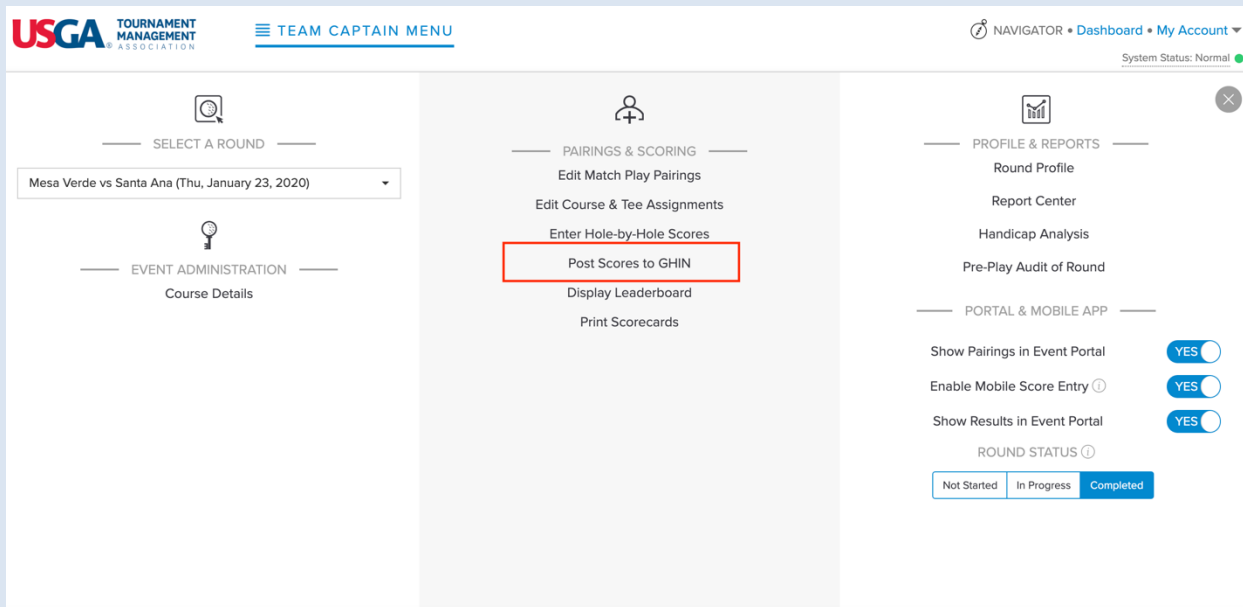 USGA® TOURNAMENT
MANAGEMENT
ASSOCIATION
TEAM CAPTAIN MENU
NAVIGATOR • Dashboard • My Account
System Status: Normal
SELECT A ROUND
Mesa Verde vs Santa Ana (Thu, January 23, 2020)
EVENT ADMINISTRATION
Course Details
PAIRINGS & SCORING
Edit Match Play Pairings
Edit Course & Tee Assignments
Enter Hole-by-Hole Scores
Post Scores to GHIN
Display Leaderboard
Print Scorecards
PROFILE & REPORTS
Round Profile
Report Center
Handicap Analysis
Pre-Play Audit of Round
PORTAL & MOBILE APP
Show Pairings in Event Portal YES
Enable Mobile Score Entry YES
Show Results in Event Portal YES
ROUND STATUS
Not Started In Progress Completed